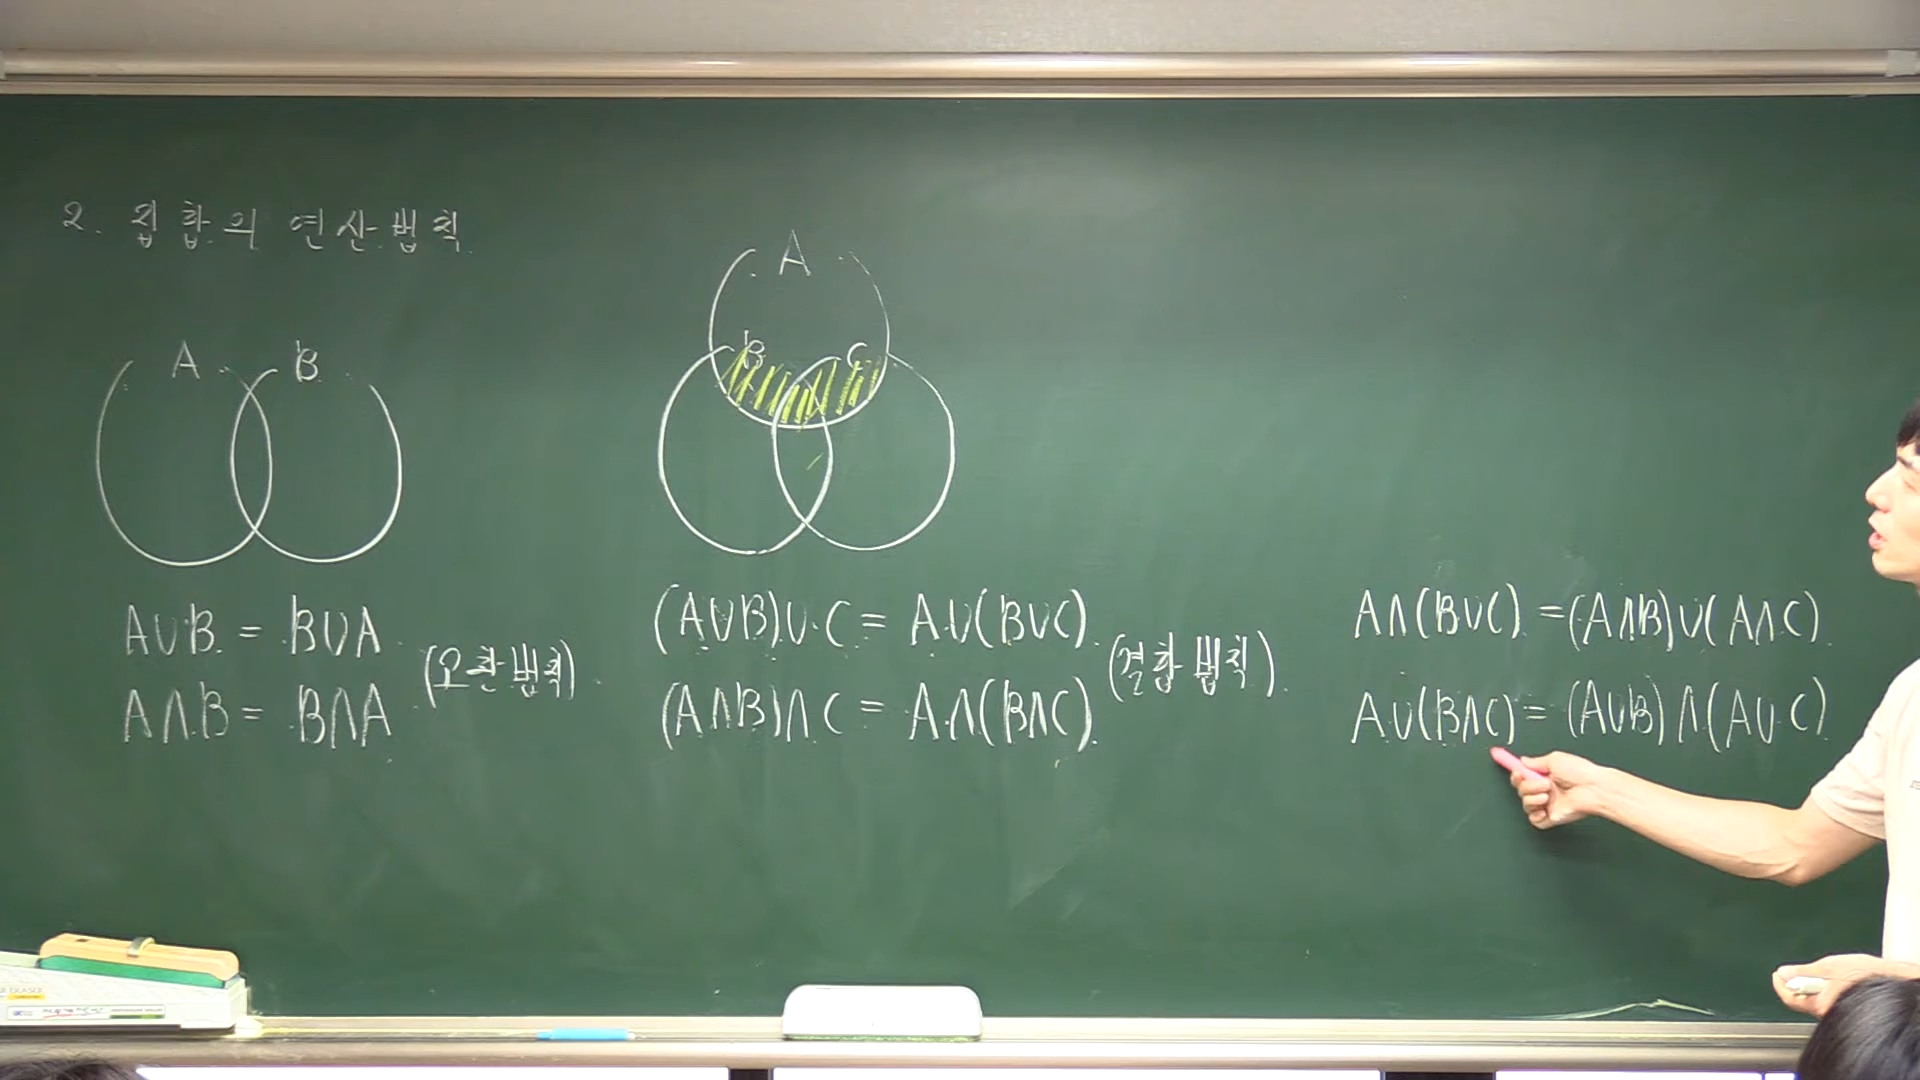 2. 집합의 연산법칙
A B
A
B C
A∪B = B∪A
A∩B = B∩A
(교환법칙)
(A∪B)∪C = A∪(B∪C)
(A∩B)∩C = A∩(B∩C)
(결합법칙)
A∩(B∪C) = (A∩B)∪(A∩C)
A∪(B∩C) = (A∪B)∩(A∪C)